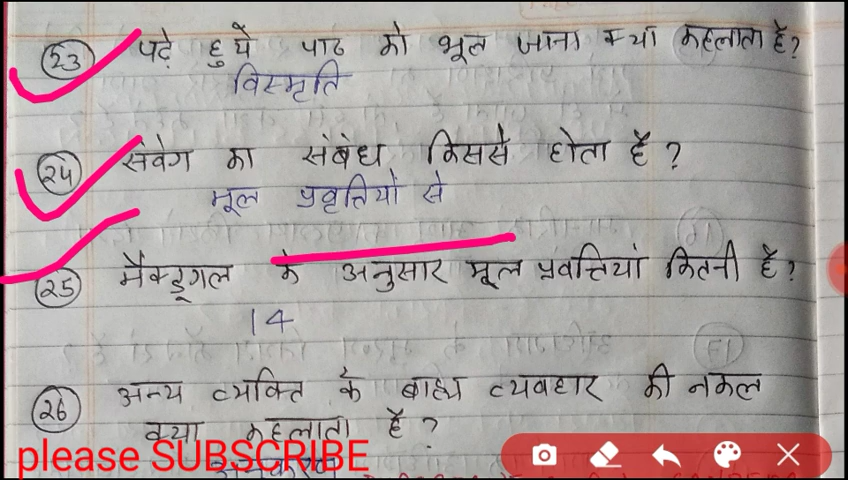 23 पढ़े हुये पाठ को भूल जाना क्या कहलाता है?
विस्मृति
24 संवेग का संबंध किससे होता है ?
मूल प्रवृत्तियों से
25 मैक्डूगल के अनुसार मूल प्रवत्तियां कितनी है ?
14
26 अन्य व्यक्ति के बाह्य व्यवहार की नकल
क्या कहलाता है ?
please SUBSCRIBE